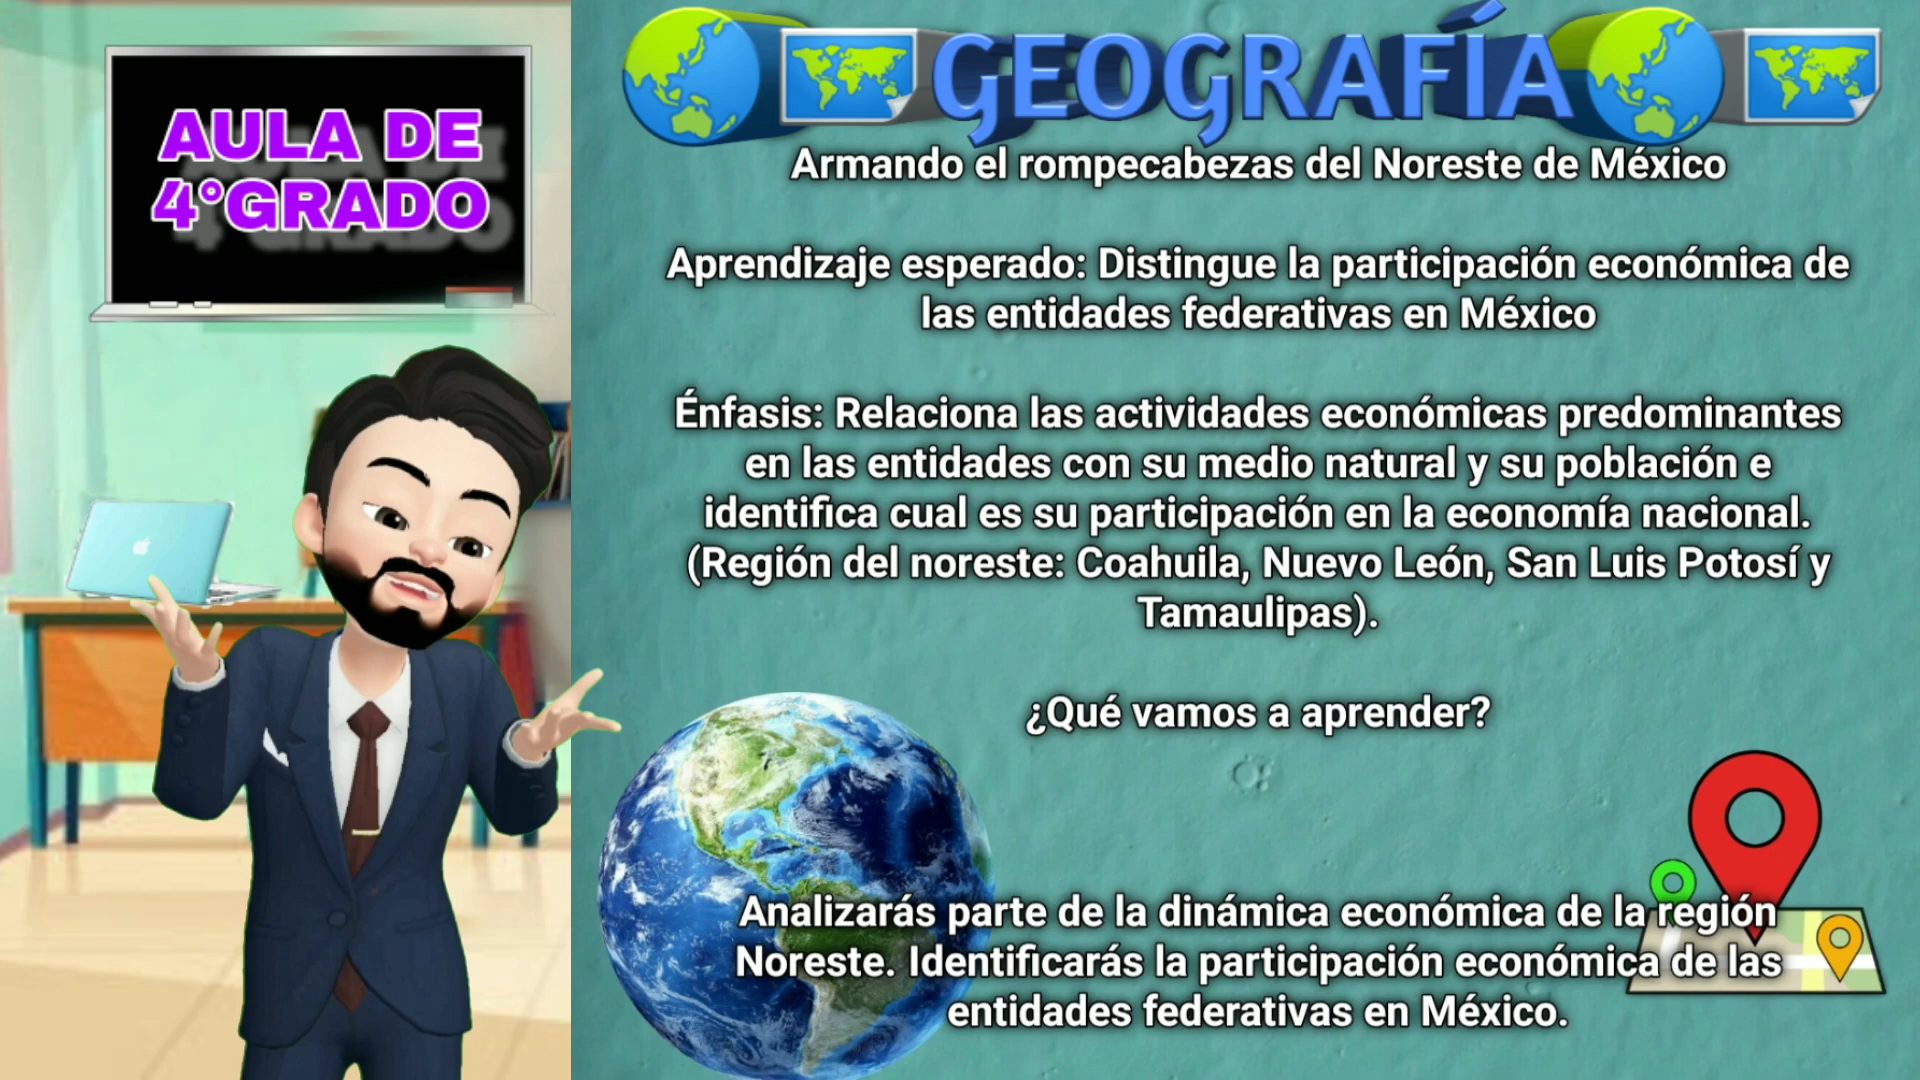 AULA DE
4°GRADO
GEOGRAFÍA
Armando el rompecabezas del Noreste de México
Aprendizaje esperado: Distingue la participación económica de
las entidades federativas en México
Énfasis: Relaciona las actividades económicas predominantes
en las entidades con su medio natural y su población e
identifica cual es su participación en la economía nacional.
(Región del noreste: Coahuila, Nuevo León, San Luis Potosí y
Tamaulipas).
¿Qué vamos a aprender?
Analizarás parte de la dinámica económica de la región
Noreste. Identificarás la participación económica de las
entidades federativas en México.